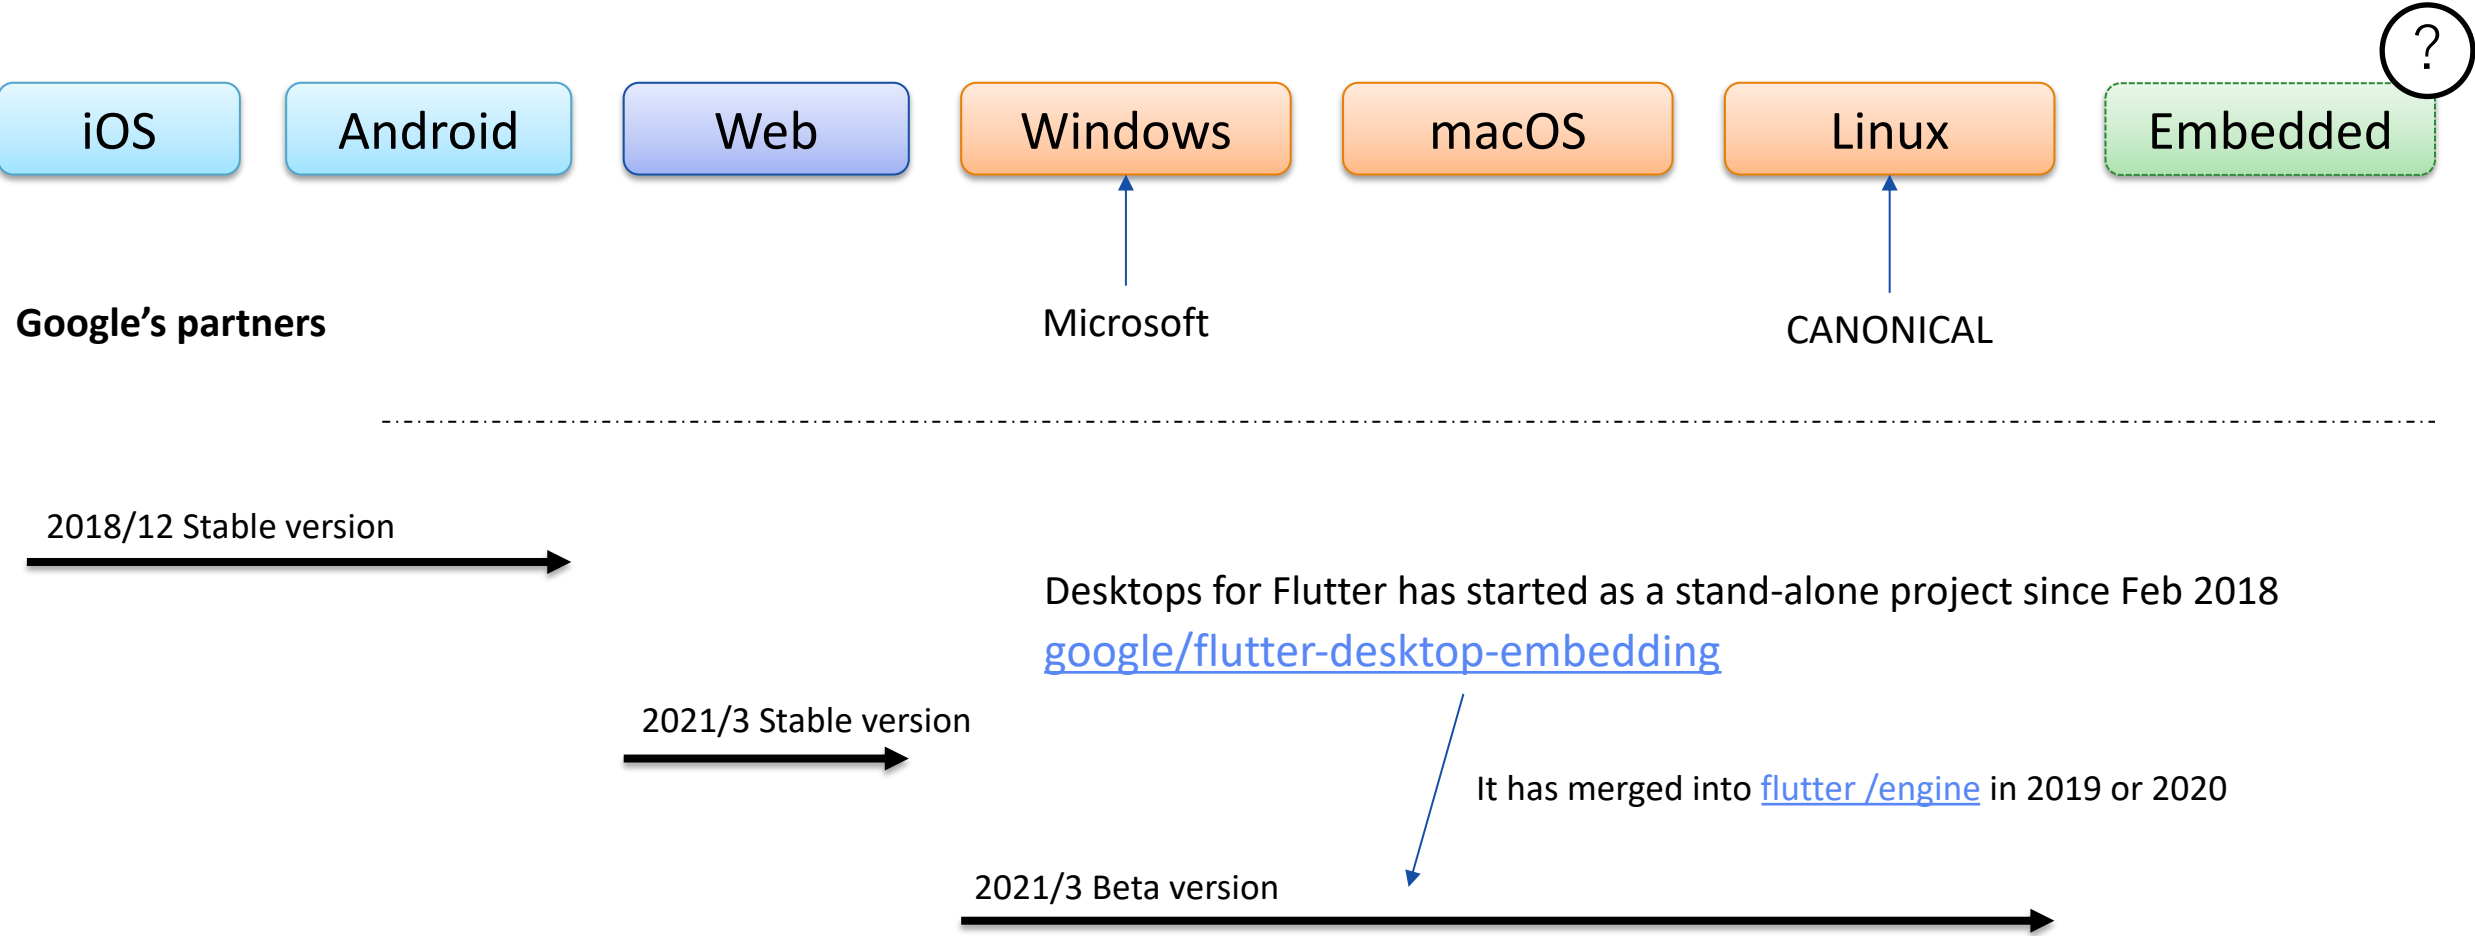 ?
iOS
Android
Web
Windows
macOS
Linux
Embedded
Google’s partners
Microsoft
CANONICAL
2018/12 Stable version
Desktops for Flutter has started as a stand-alone project since Feb 2018
google/flutter-desktop-embedding
2021/3 Stable version
It has merged into flutter /engine in 2019 or 2020
2021/3 Beta version